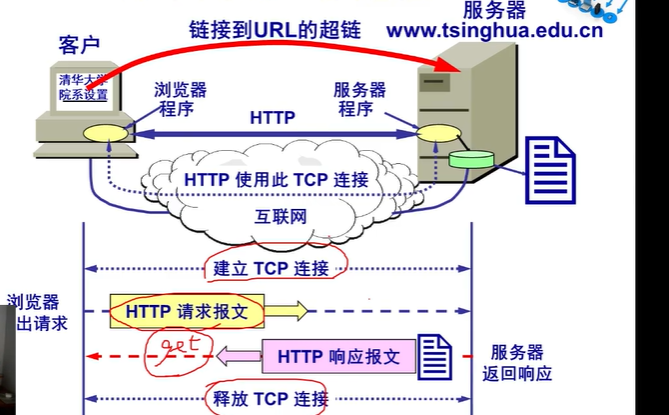 服务器
www.tsinghua.edu.cn
链接到URL的超链
客户
清华大学
院系设置
浏览器
程序
服务器
程序
HTTP
HTTP 使用此 TCP 连接
互联网
建立 TCP 连接
浏览器
出请求
HTTP 请求报文
get
HTTP 响应报文
服务器
返回响应
释放 TCP 连接